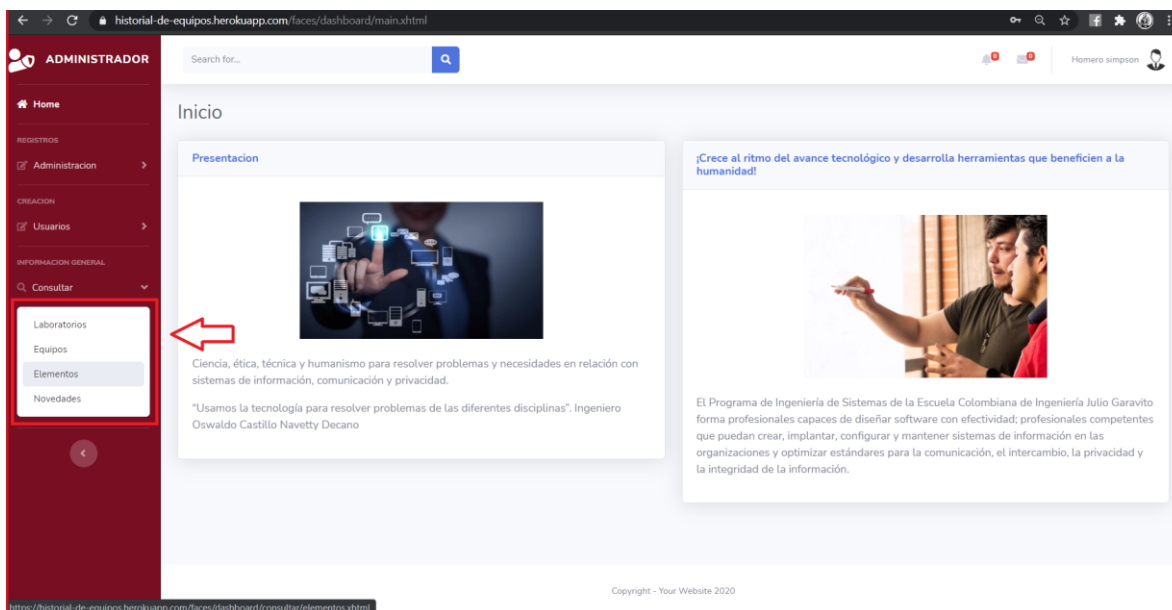 historial-de-equipos.herokuapp.com/faces/dashboard/main.xhtml
ADMINISTRADOR
Search for...
0
0
Homero simpson
Home
Inicio
REGISTROS
Administracion
CREACION
Usuarios
INFORMACION GENERAL
Consultar
Laboratorios
Equipos
Elementos
Novedades
Presentacion
Ciencia, ética, técnica y humanismo para resolver problemas y necesidades en relación con
sistemas de información, comunicación y privacidad.
“Usamos la tecnología para resolver problemas de las diferentes disciplinas”. Ingeniero
Oswaldo Castillo Navetty Decano
¡Crece al ritmo del avance tecnológico y desarrolla herramientas que beneficien a la
humanidad!
El Programa de Ingeniería de Sistemas de la Escuela Colombiana de Ingeniería Julio Garavito
forma profesionales capaces de diseñar software con efectividad; profesionales competentes
que puedan crear, implantar, configurar y mantener sistemas de información en las
organizaciones y optimizar estándares para la comunicación, el intercambio, la privacidad y
la integridad de la información.
Copyright - Your Website 2020
https://historial-de-equipos.herokuapp.com/faces/dashboard/consultar/elementos.xhtml